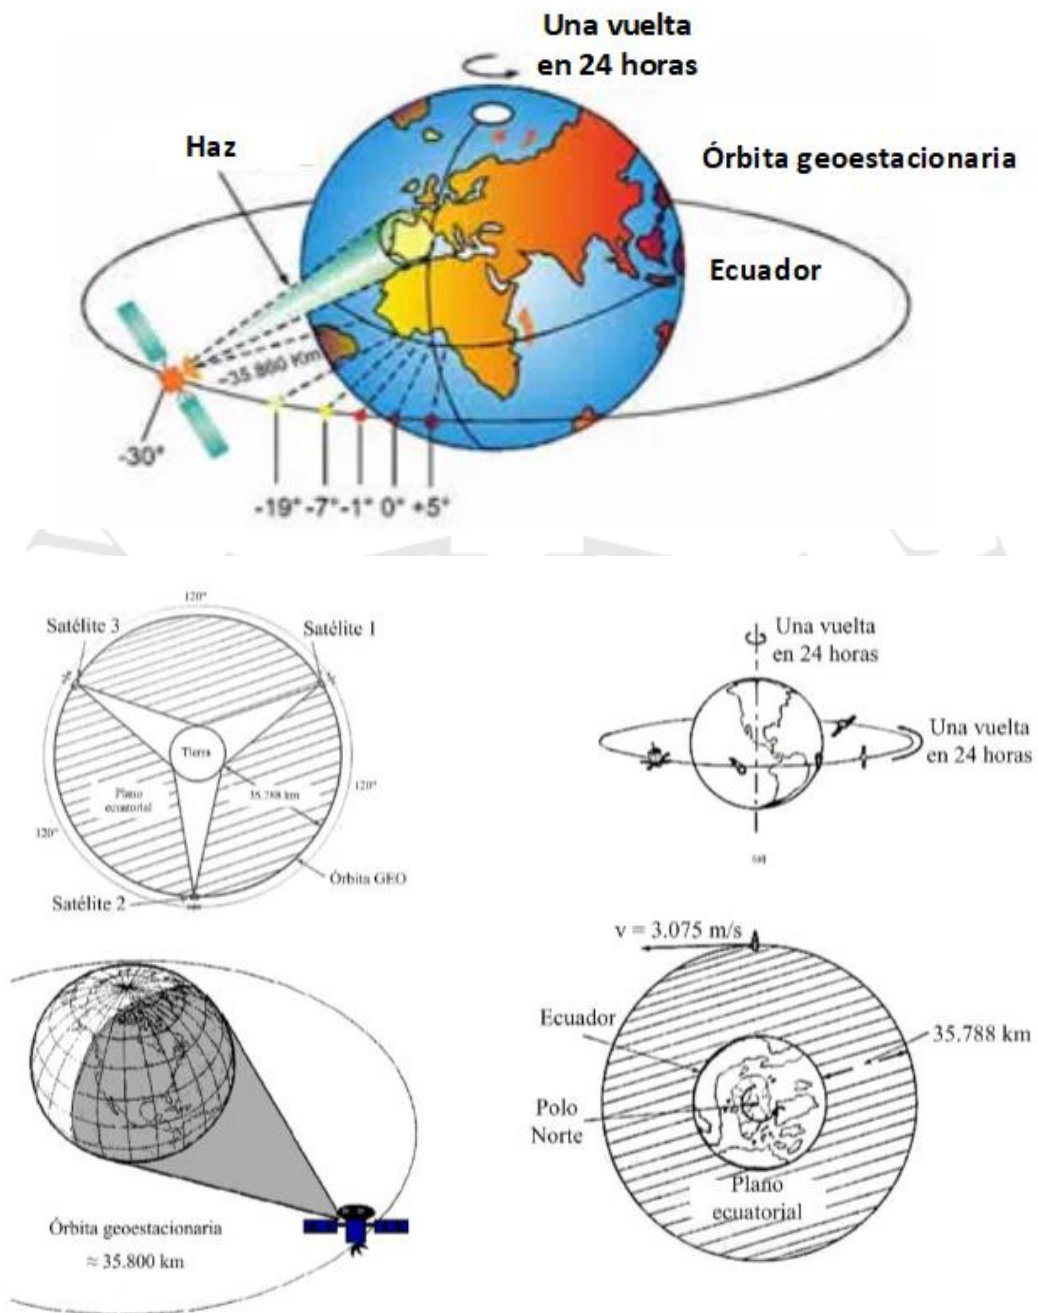 Una vuelta
en 24 horas
Haz
Órbita geoestacionaria
Ecuador
~35.800 Km
-30°
-19° -7° -1° 0° +5°
120°
Satélite 3
Satélite 1
Tierra
Plano
ecuatorial
35.788 km
120°
120°
Órbita GEO
Satélite 2
Una vuelta
en 24 horas
Una vuelta
en 24 horas
v = 3.075 m/s
Ecuador
35.788 km
Polo
Norte
Plano
ecuatorial
Órbita geoestacionaria
≈ 35.800 km